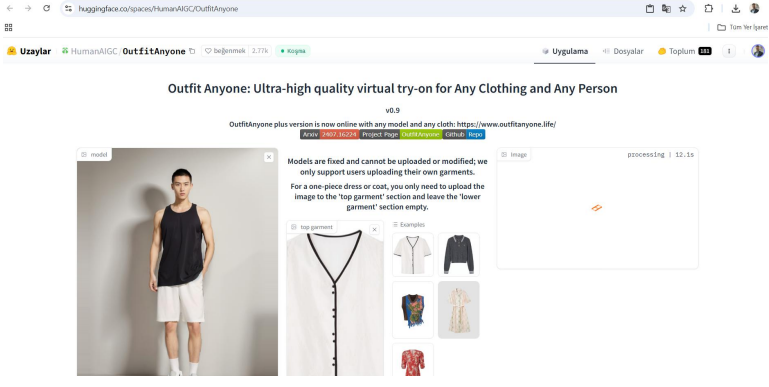 huggingface.co/spaces/HumanAIGC/OutfitAnyone
Tüm Yer İşaret
Uzaylar
HumanAIGC/OutfitAnyone
beğenmek 2.77k
Koşma
Uygulama
Dosyalar
Toplum 181
Outfit Anyone: Ultra-high quality virtual try-on for Any Clothing and Any Person
v0.9
OutfitAnyone plus version is now online with any model and any cloth: https://www.outfitanyone.life/
Arxiv 2407.16224 Project Page OutfitAnyone Github Repo
model
Models are fixed and cannot be uploaded or modified; we
only support users uploading their own garments.
For a one-piece dress or coat, you only need to upload the
image to the 'top garment' section and leave the 'lower
garment' section empty.
top garment
Examples
Image
processing | 12.1s